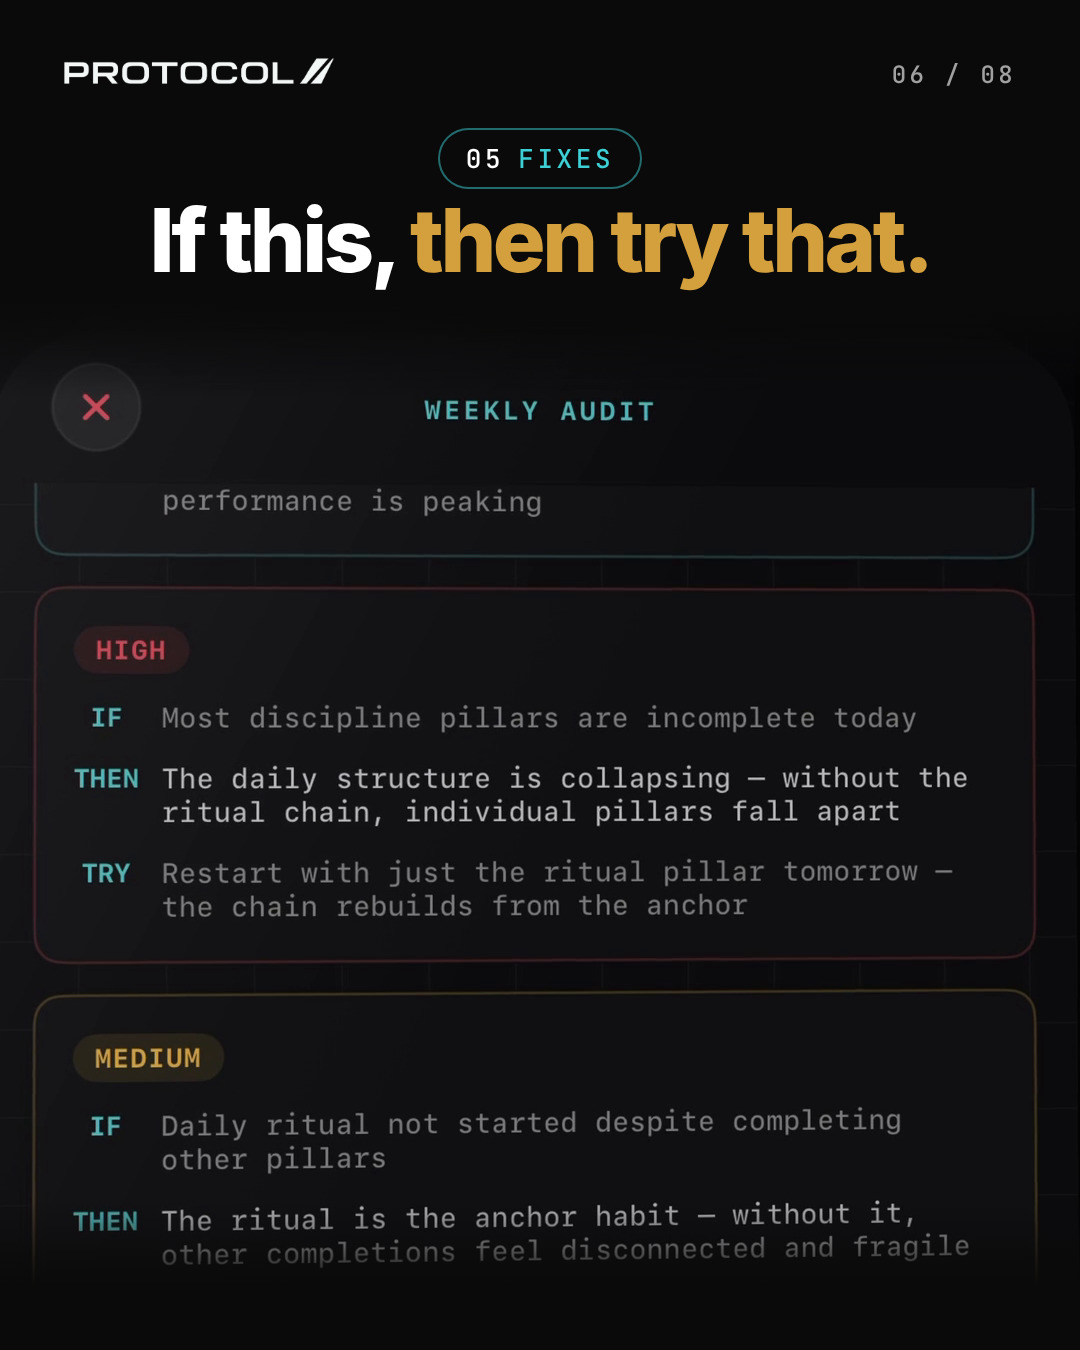 PROTOCOL
06 / 08
05 FIXES
If this, then try that.
WEEKLY AUDIT
performance is peaking
HIGH
IF Most discipline pillars are incomplete today
THEN The daily structure is collapsing — without the
ritual chain, individual pillars fall apart
TRY Restart with just the ritual pillar tomorrow —
the chain rebuilds from the anchor
MEDIUM
IF Daily ritual not started despite completing
other pillars
THEN The ritual is the anchor habit — without it,
other completions feel disconnected and fragile